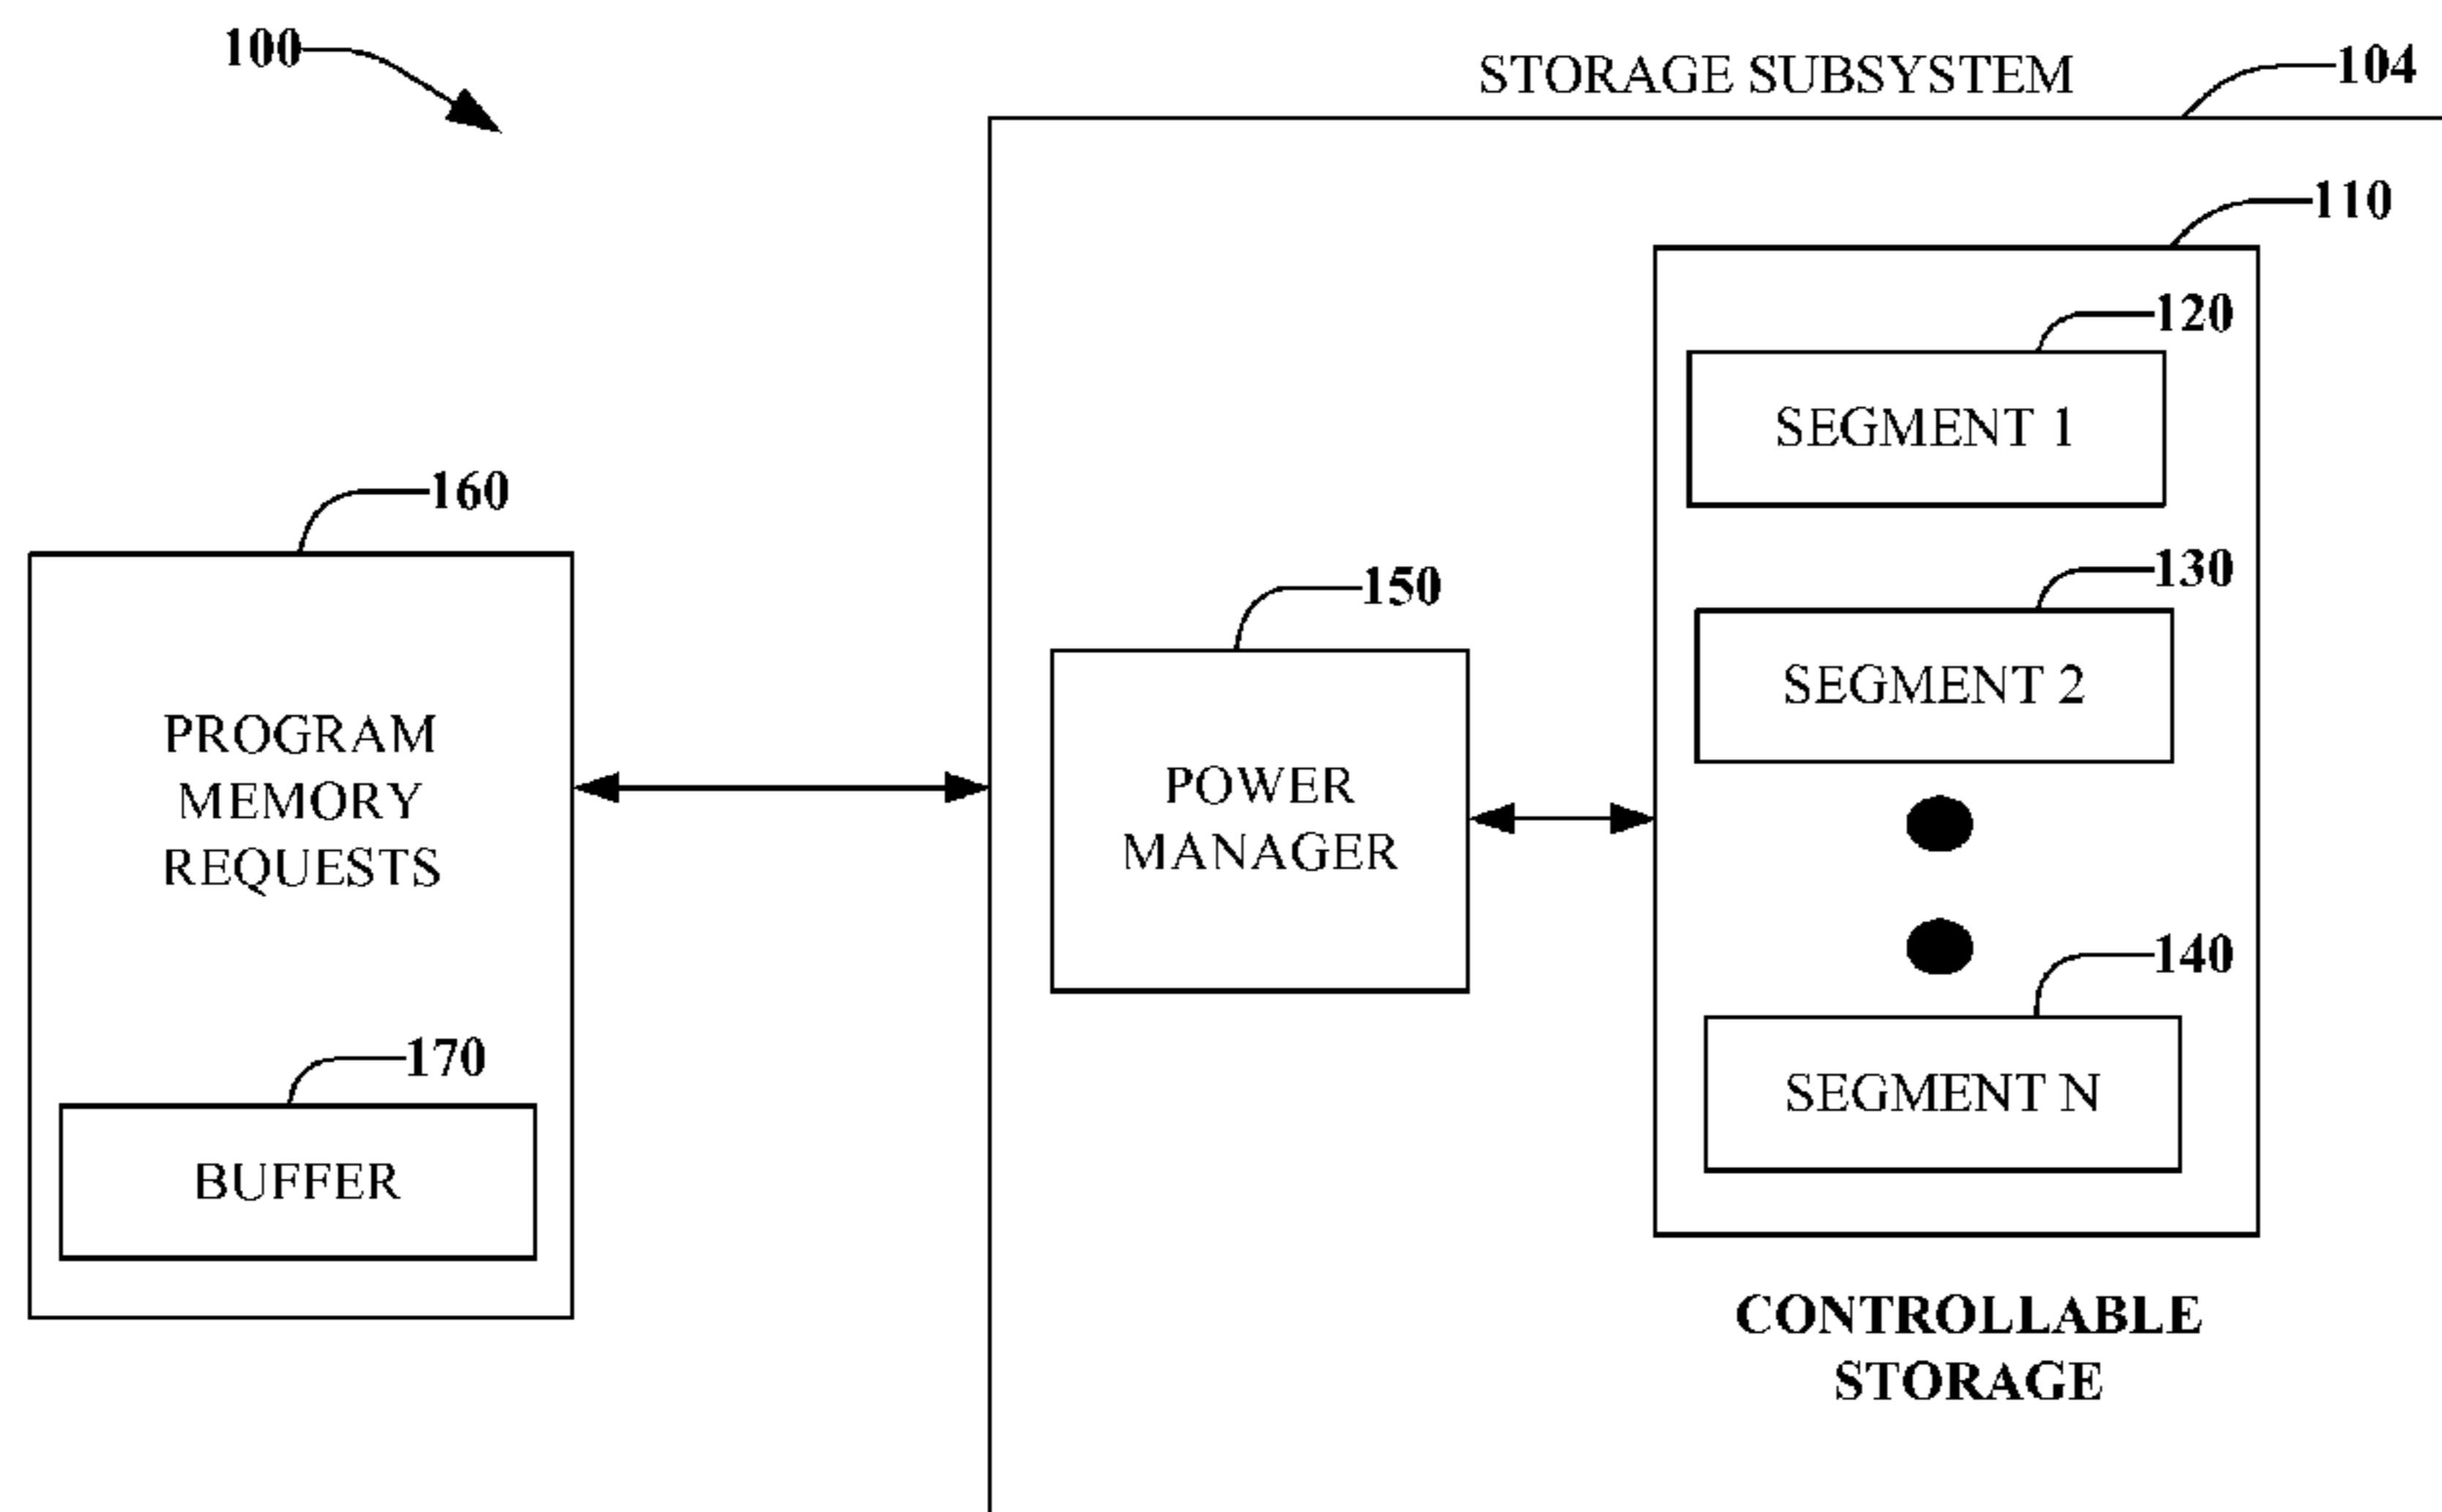 100
STORAGE SUBSYSTEM
104
110
120
SEGMENT 1
160
130
150
SEGMENT 2
PROGRAM
MEMORY
REQUESTS
POWER
MANAGER
140
170
SEGMENT N
BUFFER
CONTROLLABLE
STORAGE